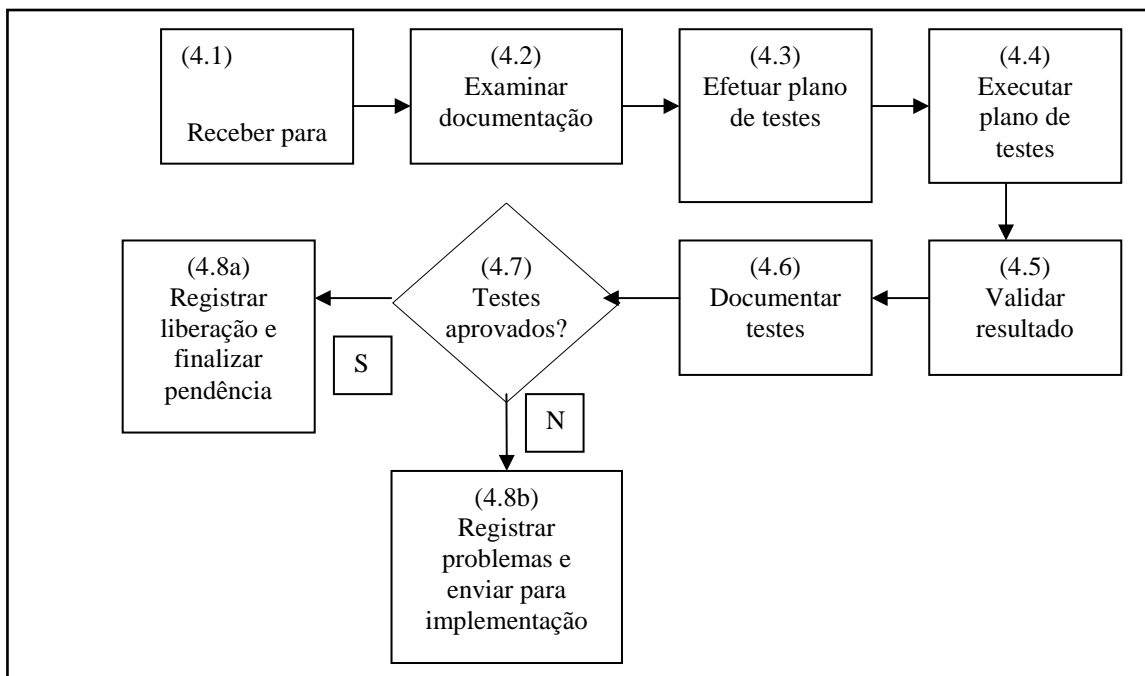 (4.1)
Receber para
(4.2)
Examinar
documentação
(4.3)
Efetuar plano
de testes
(4.4)
Executar
plano de
testes
(4.5)
Validar
resultado
(4.6)
Documentar
testes
(4.7)
Testes
aprovados?
(4.8a)
Registrar
liberação e
finalizar
pendência
S
N
(4.8b)
Registrar
problemas e
enviar para
implementação